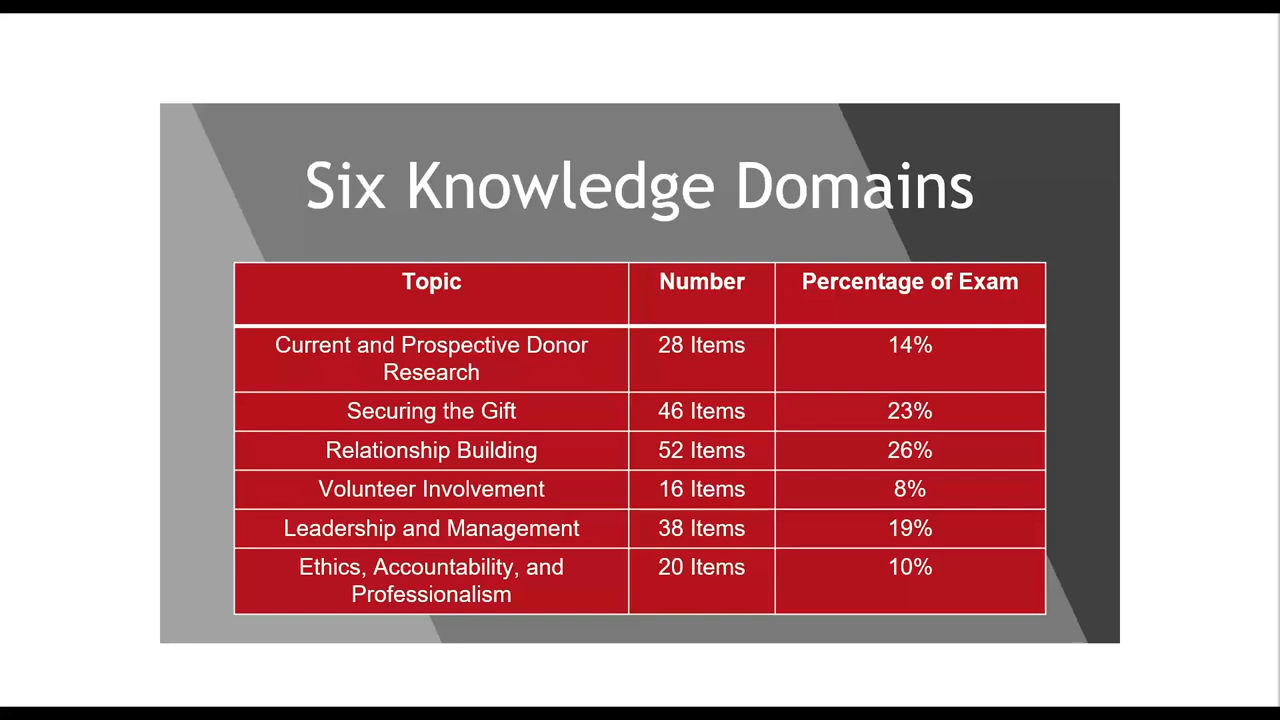 Six Knowledge Domains
Topic Number Percentage of Exam
Current and Prospective Donor Research 28 Items 14%
Securing the Gift 46 Items 23%
Relationship Building 52 Items 26%
Volunteer Involvement 16 Items 8%
Leadership and Management 38 Items 19%
Ethics, Accountability, and Professionalism 20 Items 10%